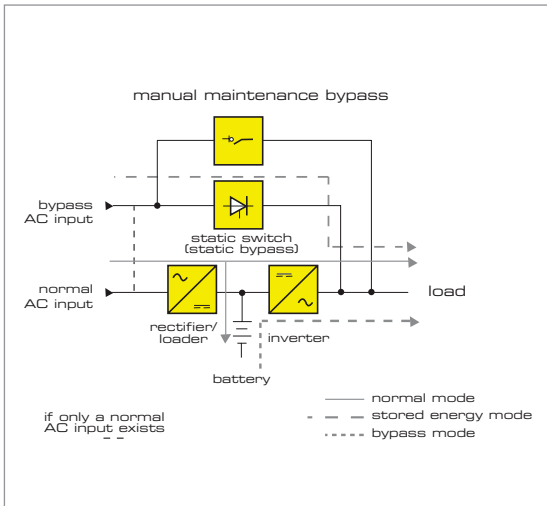 manual maintenance bypass
bypass
AC input
static switch
(static bypass)
normal
AC input
load
rectifier/
loader
inverter
battery
if only a normal
AC input exists
normal mode
stored energy mode
bypass mode